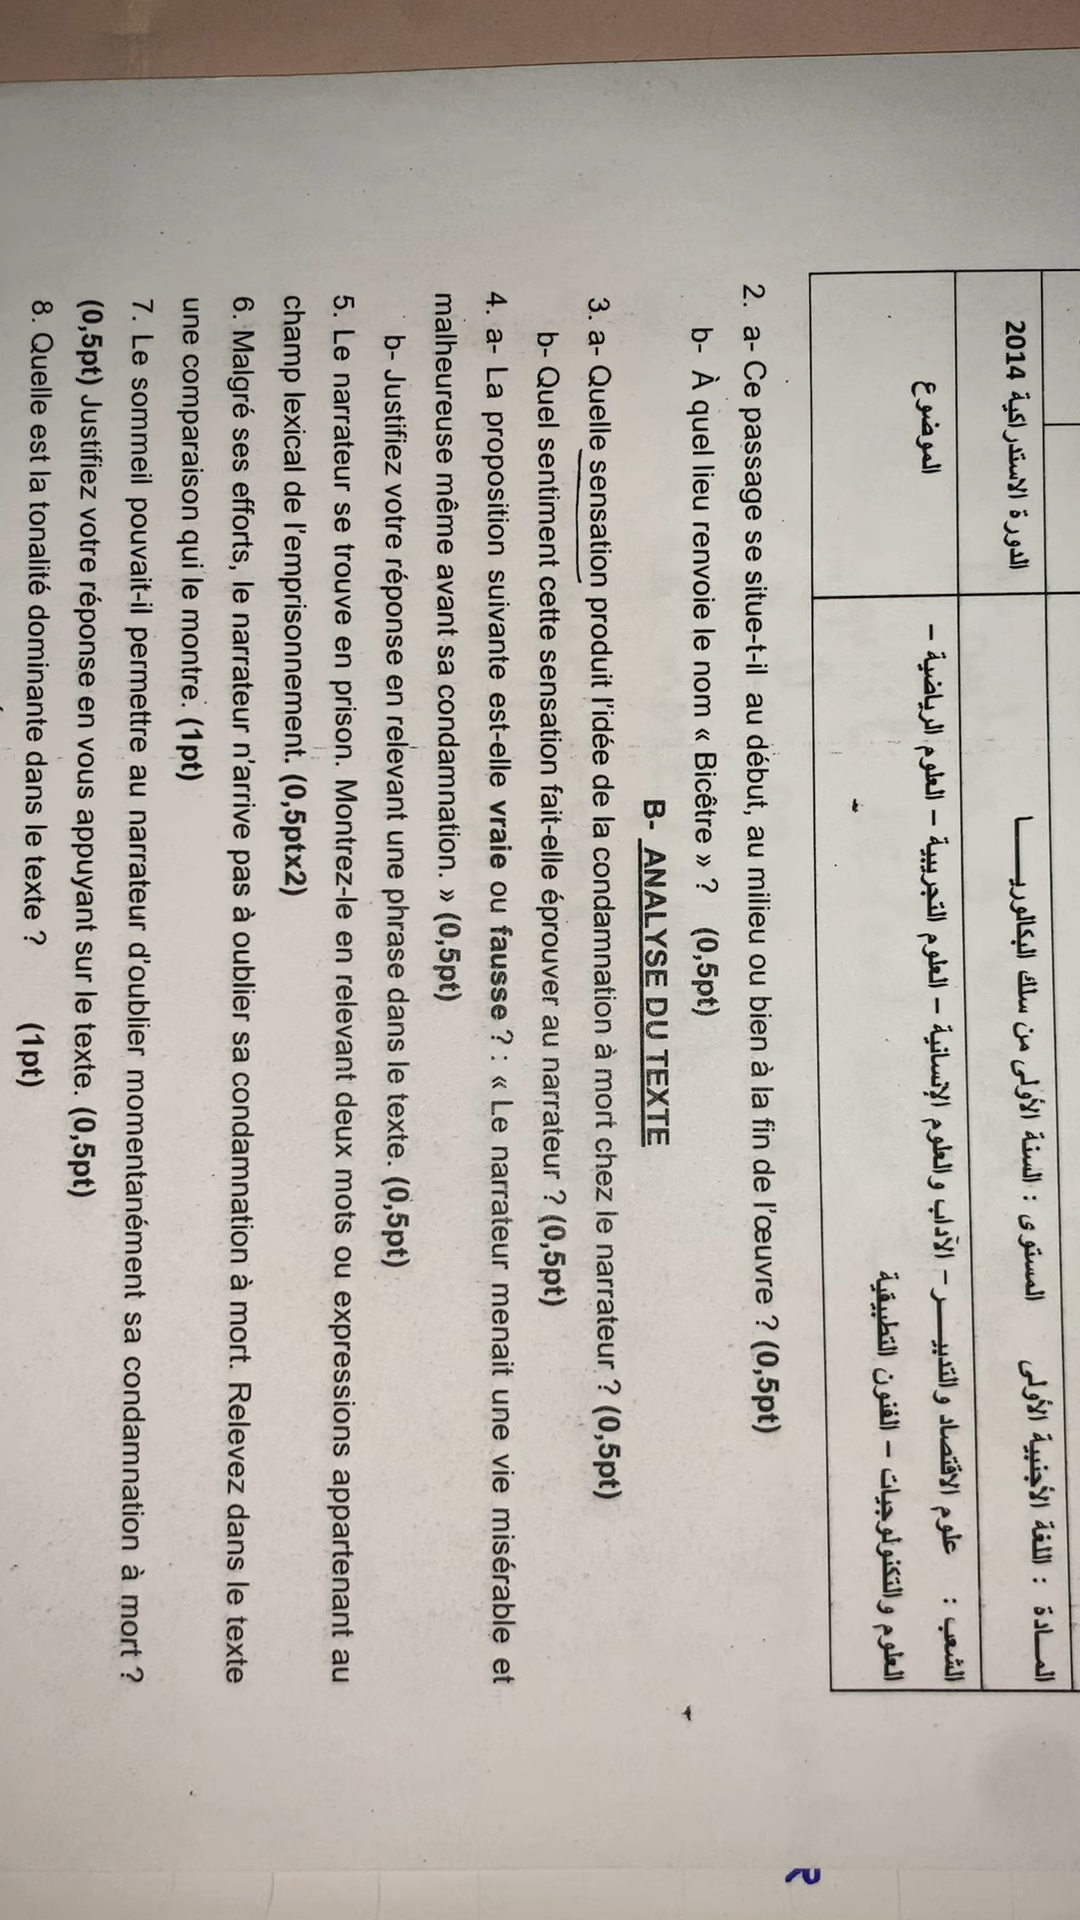 الدورة الاستدراكية 2014
المستوى : السنة الأولى من سلك البكالوريـــــا
المــادة : اللغة الأجنبية الأولى
الموضوع
الشعب : علوم الاقتصاد والتدبيـــــر – الآداب والعلوم الإنسانية – العلوم التجريبية – العلوم الرياضية –
العلوم والتكنولوجيات – الفنون التطبيقية
2. a- Ce passage se situe-t-il au début, au milieu ou bien à la fin de l'œuvre ? (0,5pt)
b- À quel lieu renvoie le nom « Bicêtre » ? (0,5pt)
B- ANALYSE DU TEXTE
3. a- Quelle sensation produit l'idée de la condamnation à mort chez le narrateur ? (0,5pt)
b- Quel sentiment cette sensation fait-elle éprouver au narrateur ? (0,5pt)
4. a- La proposition suivante est-elle vraie ou fausse ? : « Le narrateur menait une vie misérable et
malheureuse même avant sa condamnation. » (0,5pt)
b- Justifiez votre réponse en relevant une phrase dans le texte. (0,5pt)
5. Le narrateur se trouve en prison. Montrez-le en relevant deux mots ou expressions appartenant au
champ lexical de l'emprisonnement. (0,5ptx2)
6. Malgré ses efforts, le narrateur n'arrive pas à oublier sa condamnation à mort. Relevez dans le texte
une comparaison qui le montre. (1pt)
7. Le sommeil pouvait-il permettre au narrateur d'oublier momentanément sa condamnation à mort ?
(0,5pt) Justifiez votre réponse en vous appuyant sur le texte. (0,5pt)
8. Quelle est la tonalité dominante dans le texte ? (1pt)